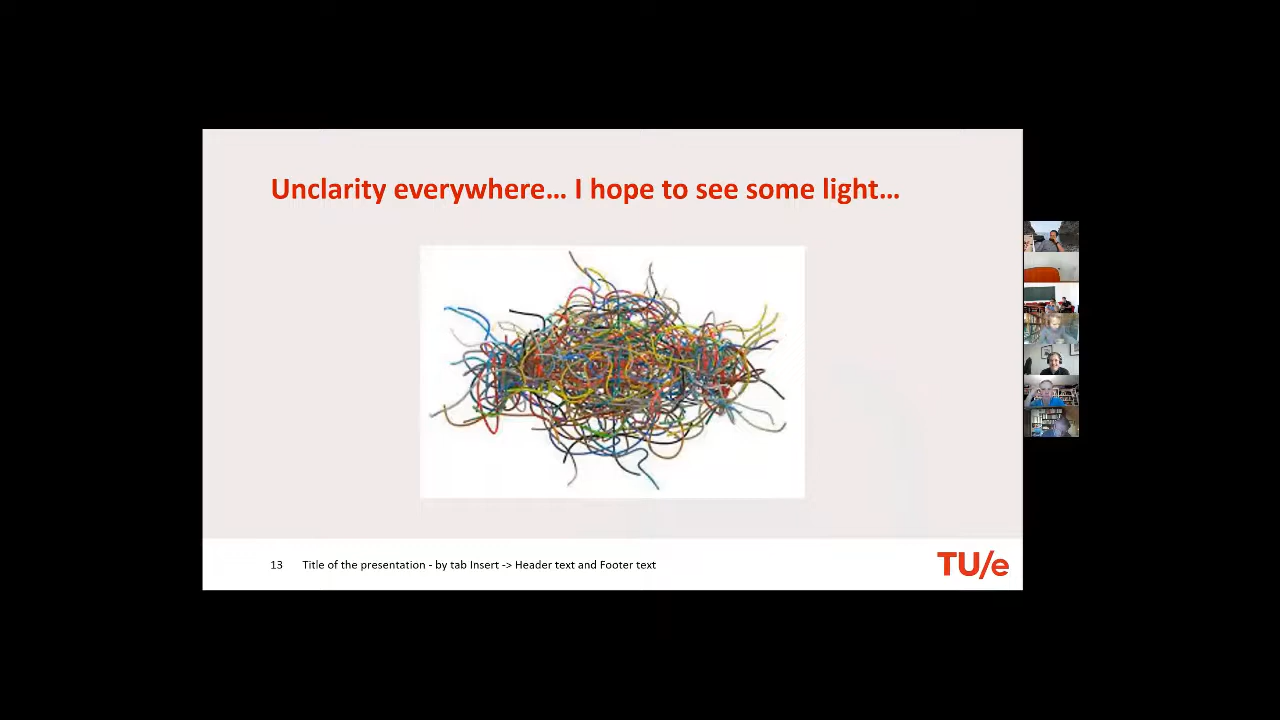 Unclarity everywhere... I hope to see some light...
13 Title of the presentation - by tab Insert -> Header text and Footer text
TU/e